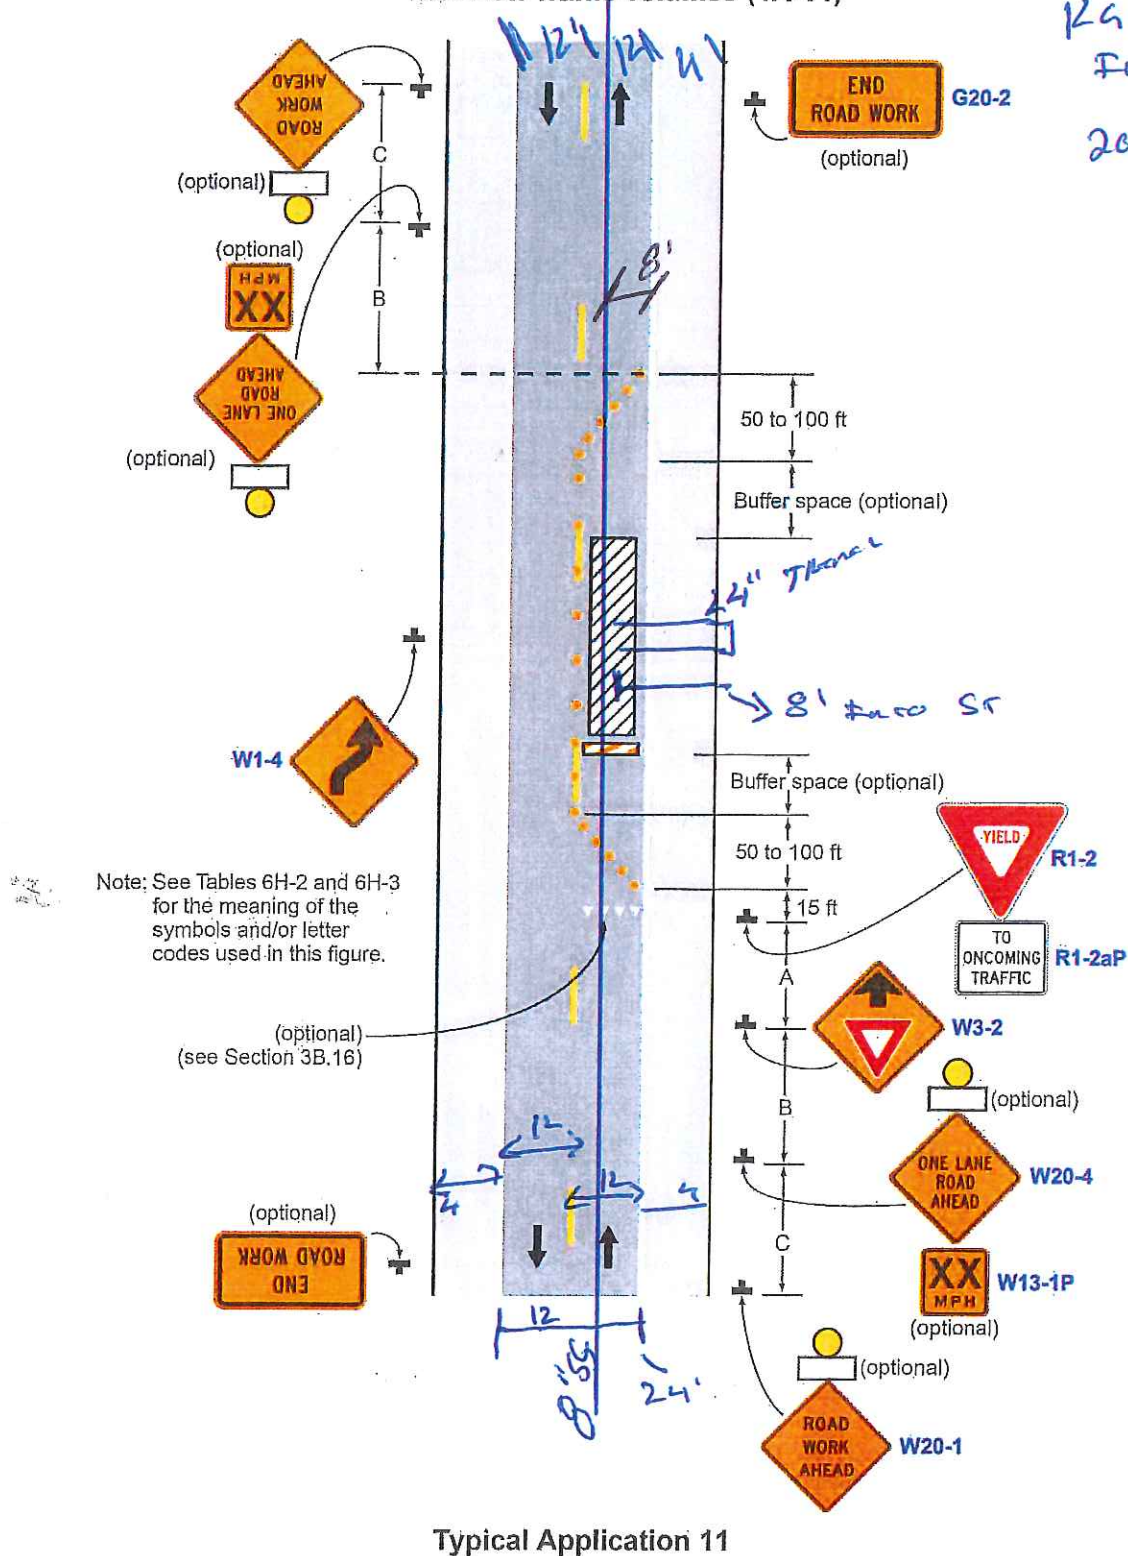 12'
12'
4'
ROAD
WORK
AHEAD
(optional)
C
END
ROAD WORK
G20-2
(optional)
20
(optional)
XX
MPH
B
8'
ONE LANE
ROAD
AHEAD
(optional)
50 to 100 ft
Buffer space (optional)
24"
8' INTO ST
W1-4
Buffer space (optional)
50 to 100 ft
15 ft
YIELD
R1-2
TO
ONCOMING
TRAFFIC
R1-2aP
Note: See Tables 6H-2 and 6H-3
for the meaning of the
symbols and/or letter
codes used in this figure.
A
W3-2
(optional)
(see Section 3B.16)
B
(optional)
ONE LANE
ROAD
AHEAD
W20-4
12
12
4
4
C
(optional)
END
ROAD WORK
XX
MPH
W13-1P
(optional)
12
24'
8" SS
(optional)
ROAD
WORK
AHEAD
W20-1
Typical Application 11